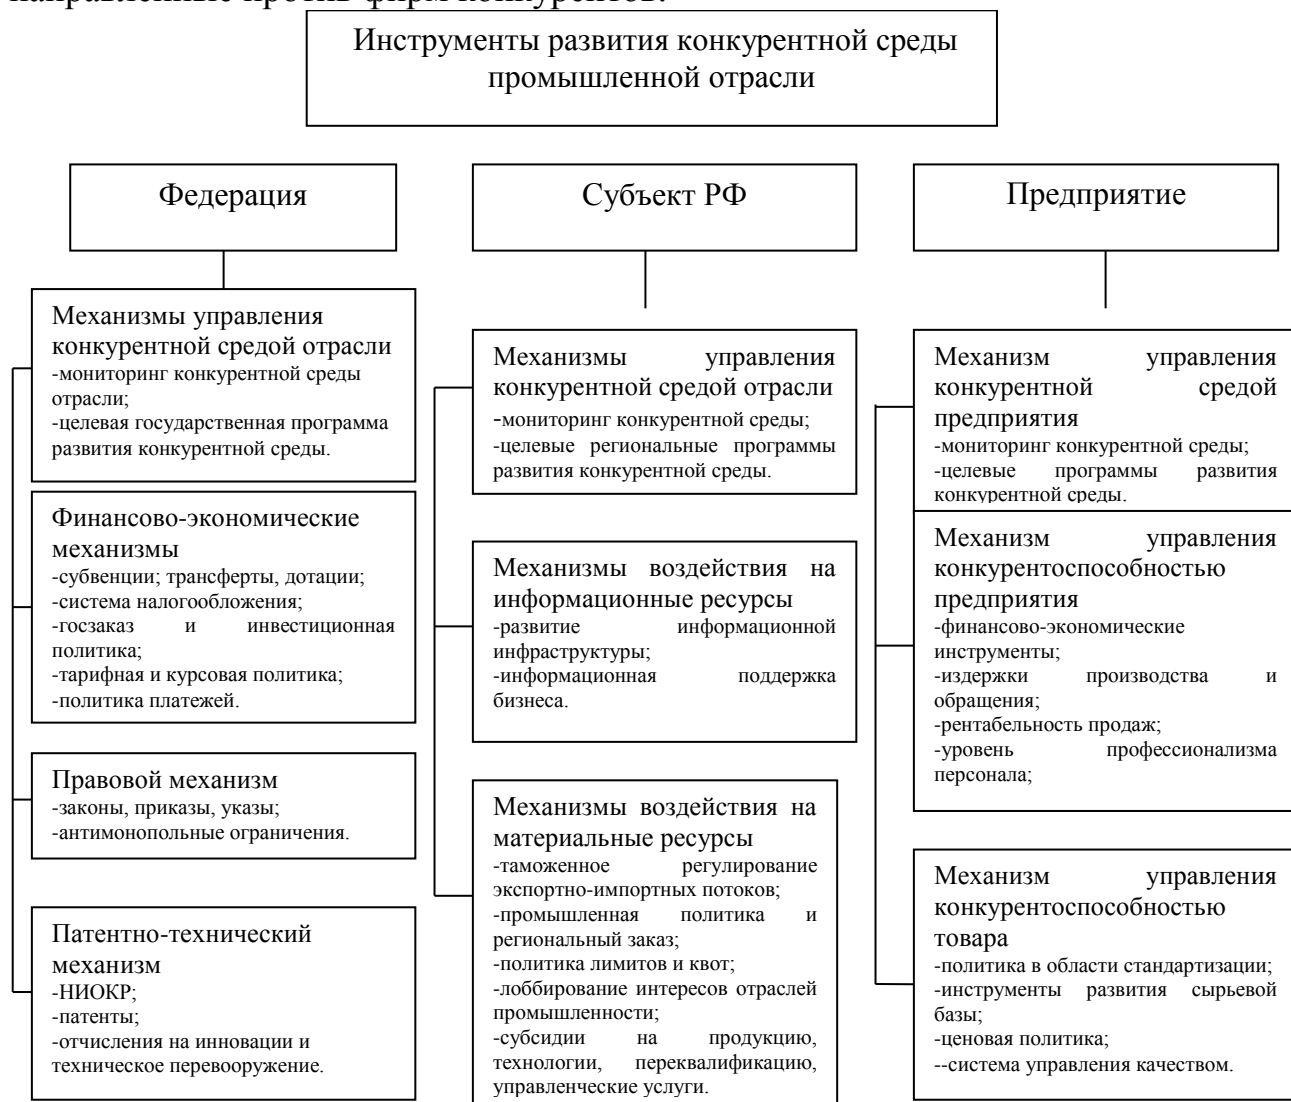 направленные против фирм конкурентов.
Инструменты развития конкурентной среды
промышленной отрасли
Федерация
Субъект РФ
Предприятие
Механизмы управления
конкурентной средой отрасли
-мониторинг конкурентной среды
отрасли;
-целевая государственная программа
развития конкурентной среды.
Финансово-экономические
механизмы
-субвенции; трансферты, дотации;
-система налогообложения;
-госзаказ и инвестиционная
политика;
-тарифная и курсовая политика;
-политика платежей.
Правовой механизм
-законы, приказы, указы;
-антимонопольные ограничения.
Патентно-технический
механизм
-НИОКР;
-патенты;
-отчисления на инновации и
техническое перевооружение.
Механизмы управления
конкурентной средой отрасли
-мониторинг конкурентной среды;
-целевые региональные программы
развития конкурентной среды.
Механизмы воздействия на
информационные ресурсы
-развитие информационной
инфраструктуры;
-информационная поддержка
бизнеса.
Механизмы воздействия на
материальные ресурсы
-таможенное регулирование
экспортно-импортных потоков;
-промышленная политика и
региональный заказ;
-политика лимитов и квот;
-лоббирование интересов отраслей
промышленности;
-субсидии на продукцию,
технологии, переквалификацию,
управленческие услуги.
Механизм управления
конкурентной средой
предприятия
-мониторинг конкурентной среды;
-целевые программы развития
конкурентной среды.
Механизм управления
конкурентоспособностью
предприятия
-финансово-экономические
инструменты;
-издержки производства и
обращения;
-рентабельность продаж;
-уровень профессионализма
персонала;
Механизм управления
конкурентоспособностью
товара
-политика в области стандартизации;
-инструменты развития сырьевой
базы;
-ценовая политика;
--система управления качеством.